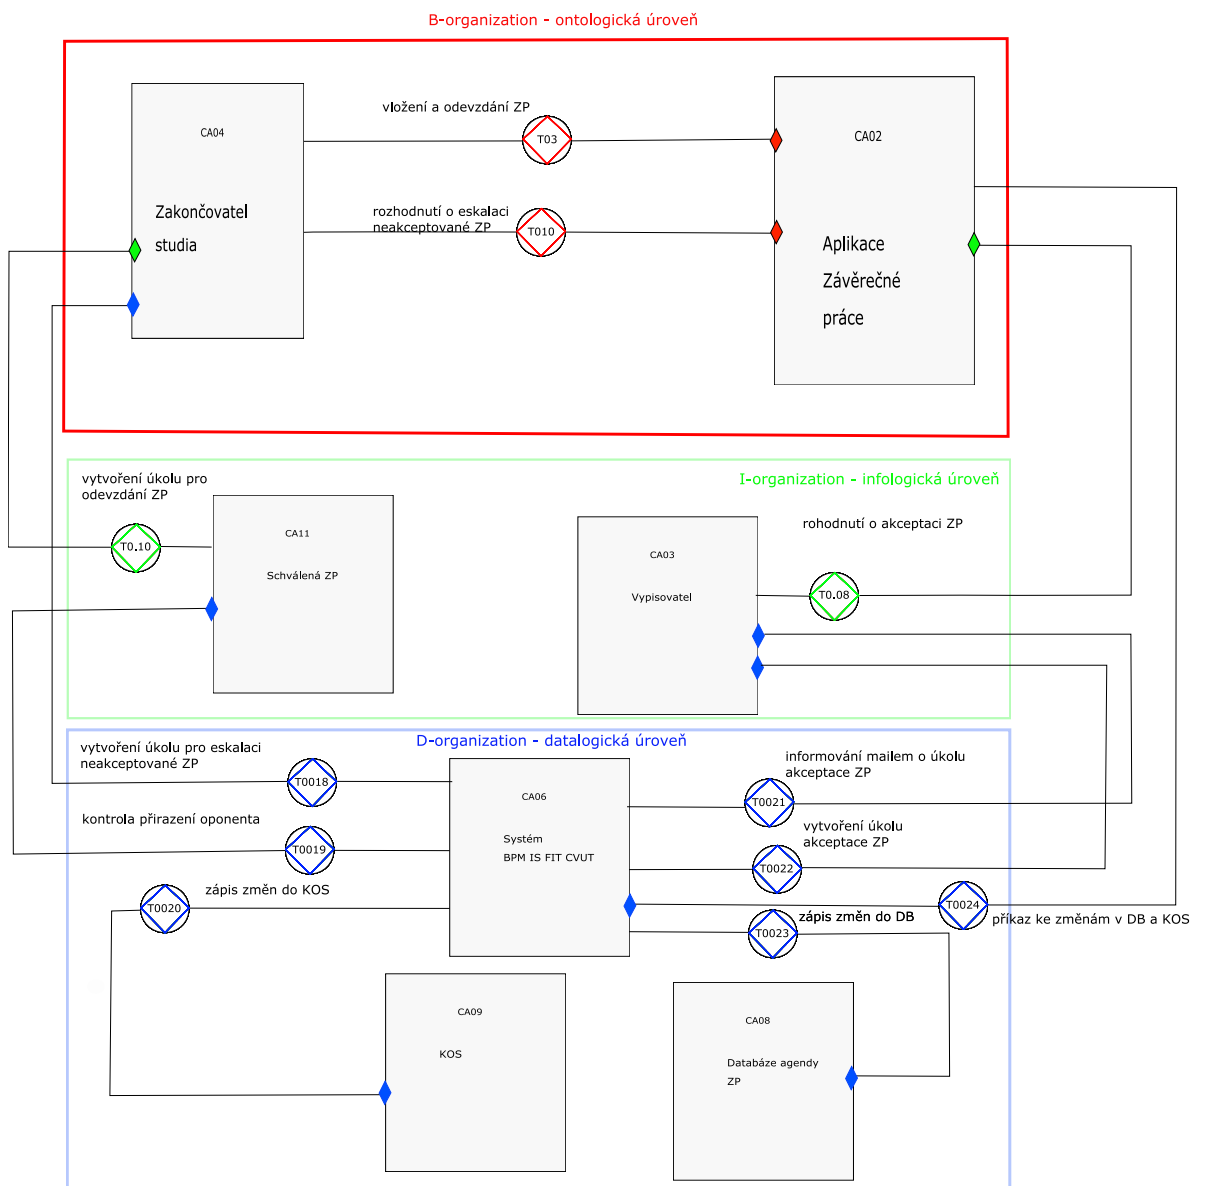 B-organization - ontologická úroveň
CA04
Zakončovatel
studia
vložení a odevzdání ZP
T03
rozhodnutí o eskalaci
neakceptované ZP
T010
CA02
Aplikace
Závěrečné
práce
I-organization - infologická úroveň
vytvoření úkolu pro
odevzdání ZP
T0.10
CA11
Schválená ZP
CA03
Vypisovatel
rohodnutí o akceptaci ZP
T0.08
D-organization - datalogická úroveň
vytvoření úkolu pro eskalaci
neakceptované ZP
T0018
kontrola přirazení oponenta
T0019
zápis změn do KOS
T0020
CA06
Systém
BPM IS FIT CVUT
informování mailem o úkolu
akceptace ZP
T0021
vytvoření úkolu
akceptace ZP
T0022
T0024
příkaz ke změnám v DB a KOS
zápis změn do DB
T0023
CA09
KOS
CA08
Databáze agendy
ZP